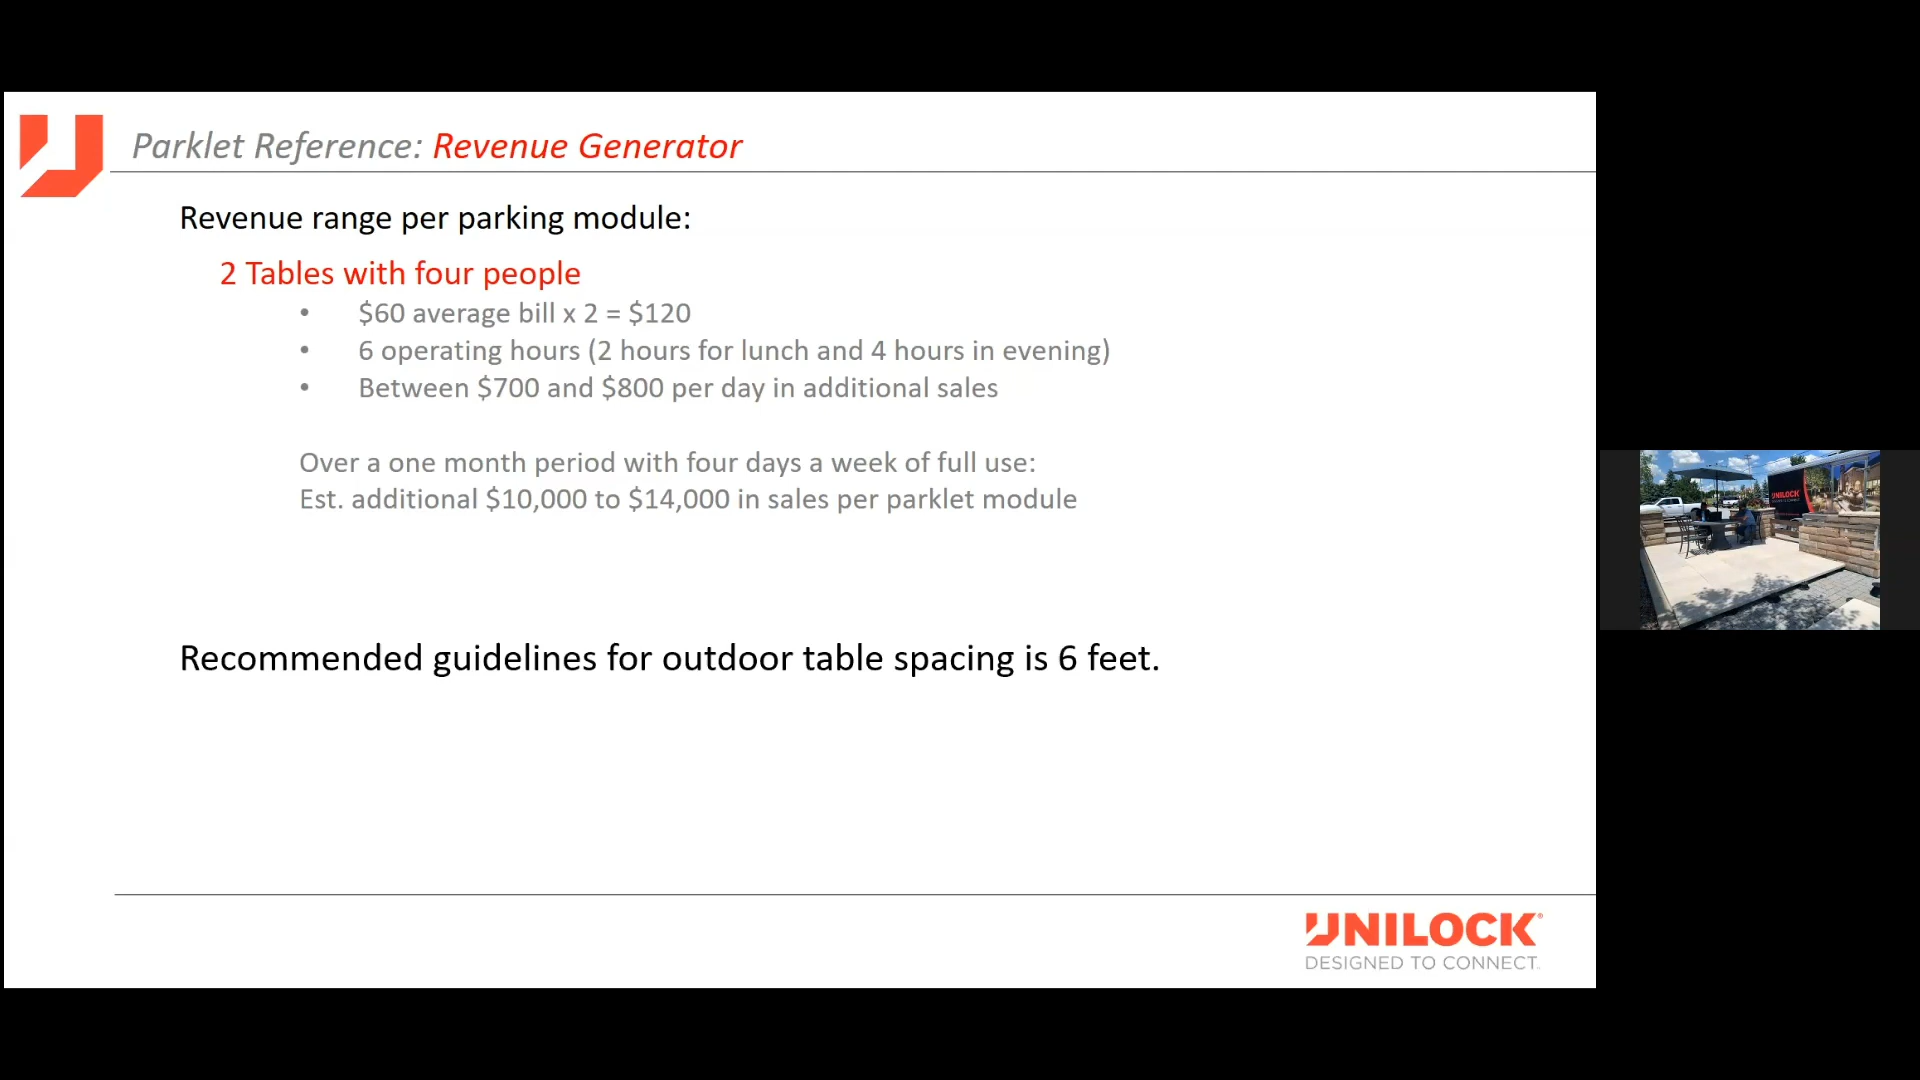 Parklet Reference: Revenue Generator
Revenue range per parking module:
2 Tables with four people
• $60 average bill x 2 = $120
• 6 operating hours (2 hours for lunch and 4 hours in evening)
• Between $700 and $800 per day in additional sales
Over a one month period with four days a week of full use:
Est. additional $10,000 to $14,000 in sales per parklet module
UNILOCK
Recommended guidelines for outdoor table spacing is 6 feet.
UNILOCK®
DESIGNED TO CONNECT.